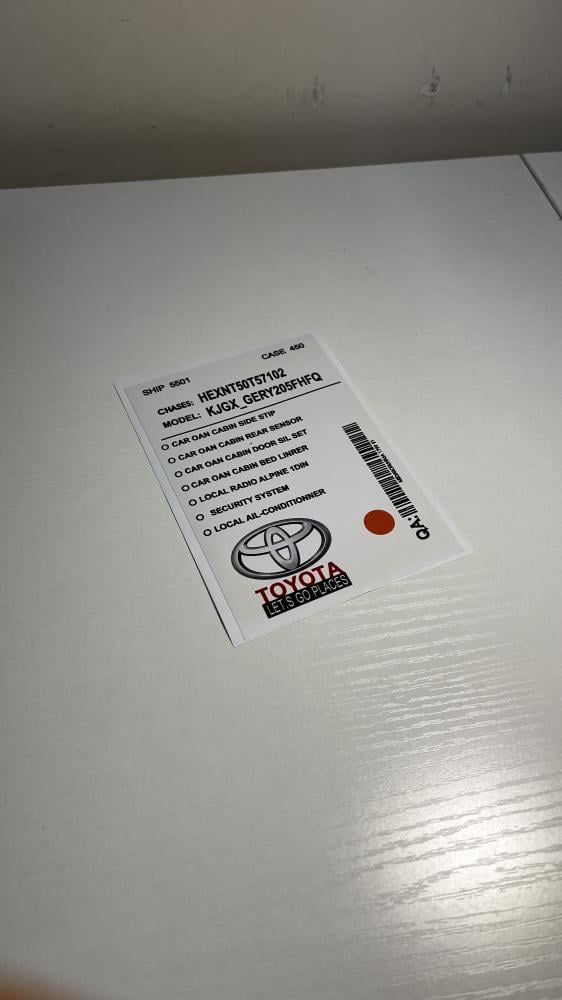 SHIP 5501
CASE 450
CHASES: HEXNT50T57102
MODEL: KJGX_GERY205FHFQ
CAR OAN CABIN SIDE STIP
CAR OAN CABIN REAR SENSOR
CAR OAN CABIN DOOR SIL SET
CAR OAN CABIN BED LINRER
LOCAL RADIO ALPINE 1DIN
SECURITY SYSTEM
LOCAL AIL-CONDITIONNER
QA:
TOYOTA
LET,S GO PLACES